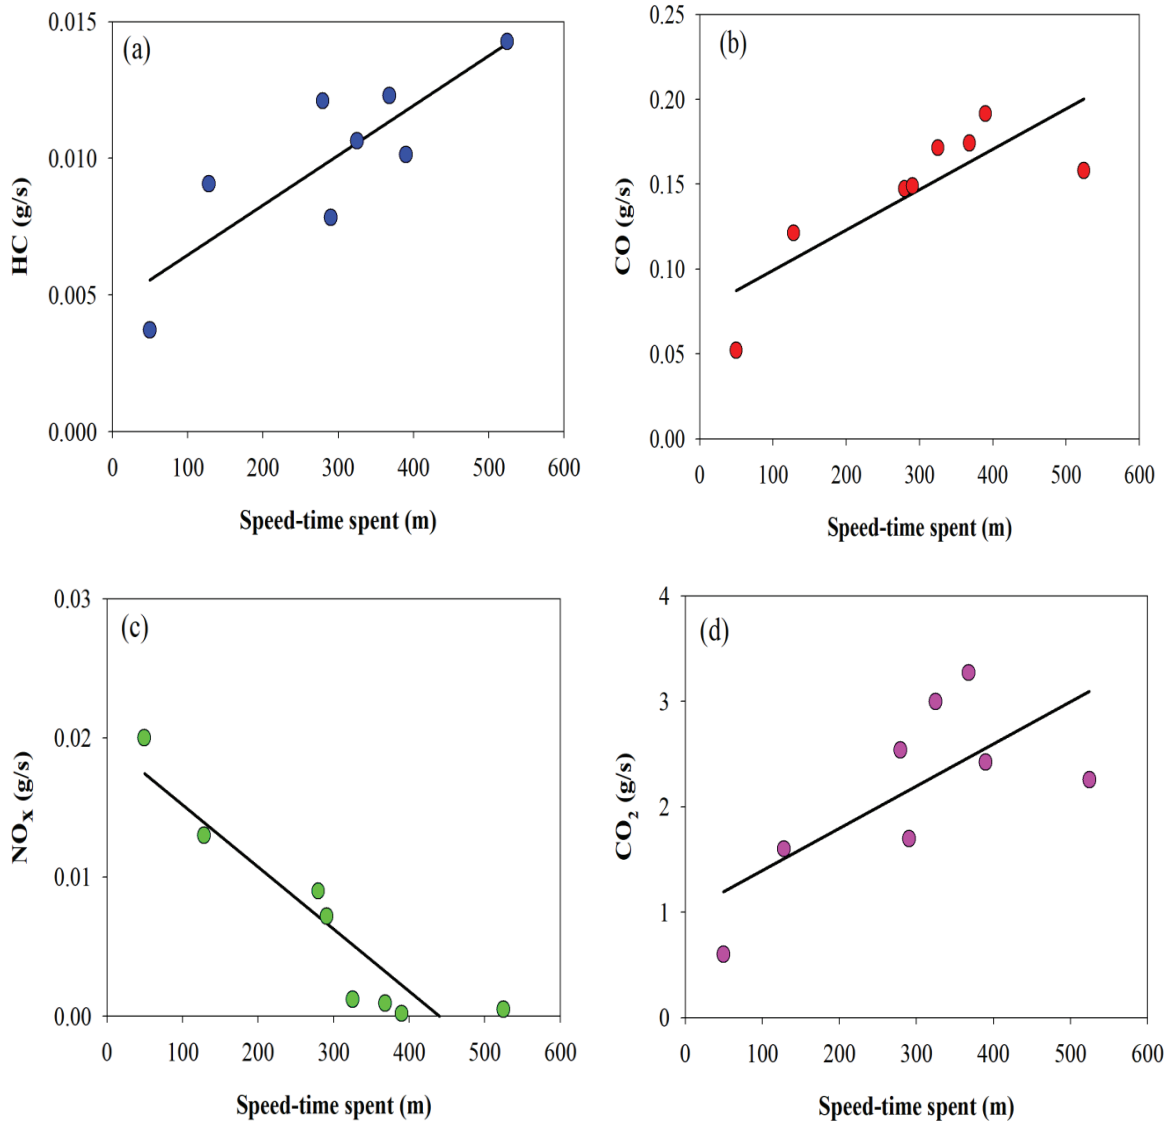 (a)
HC (g/s)
0.015
0.010
0.005
0.000
0 100 200 300 400 500 600
Speed-time spent (m)
(b)
CO (g/s)
0.25
0.20
0.15
0.10
0.05
0.00
0 100 200 300 400 500 600
Speed-time spent (m)
(c)
NOₓ (g/s)
0.03
0.02
0.01
0.00
0 100 200 300 400 500 600
Speed-time spent (m)
(d)
CO₂ (g/s)
4
3
2
1
0
0 100 200 300 400 500 600
Speed-time spent (m)